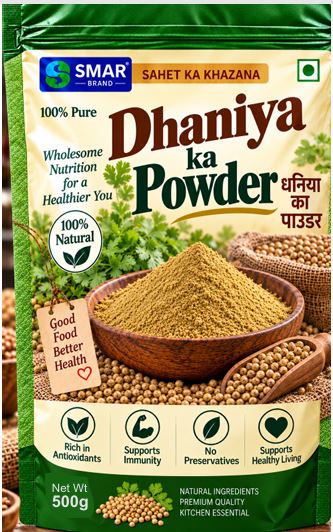 SMAR®
BRAND
SAHET KA KHAZANA
100% Pure
Dhaniya
ka
Powder
धनिया
का
पाउडर
Wholesome
Nutrition
for a
Healthier You
100%
Natural
Good
Food
Better
Health
Rich in
Antioxidants
Supports
Immunity
No
Preservatives
Supports
Healthy Living
Net Wt
500g
NATURAL INGREDIENTS
PREMIUM QUALITY
KITCHEN ESSENTIAL